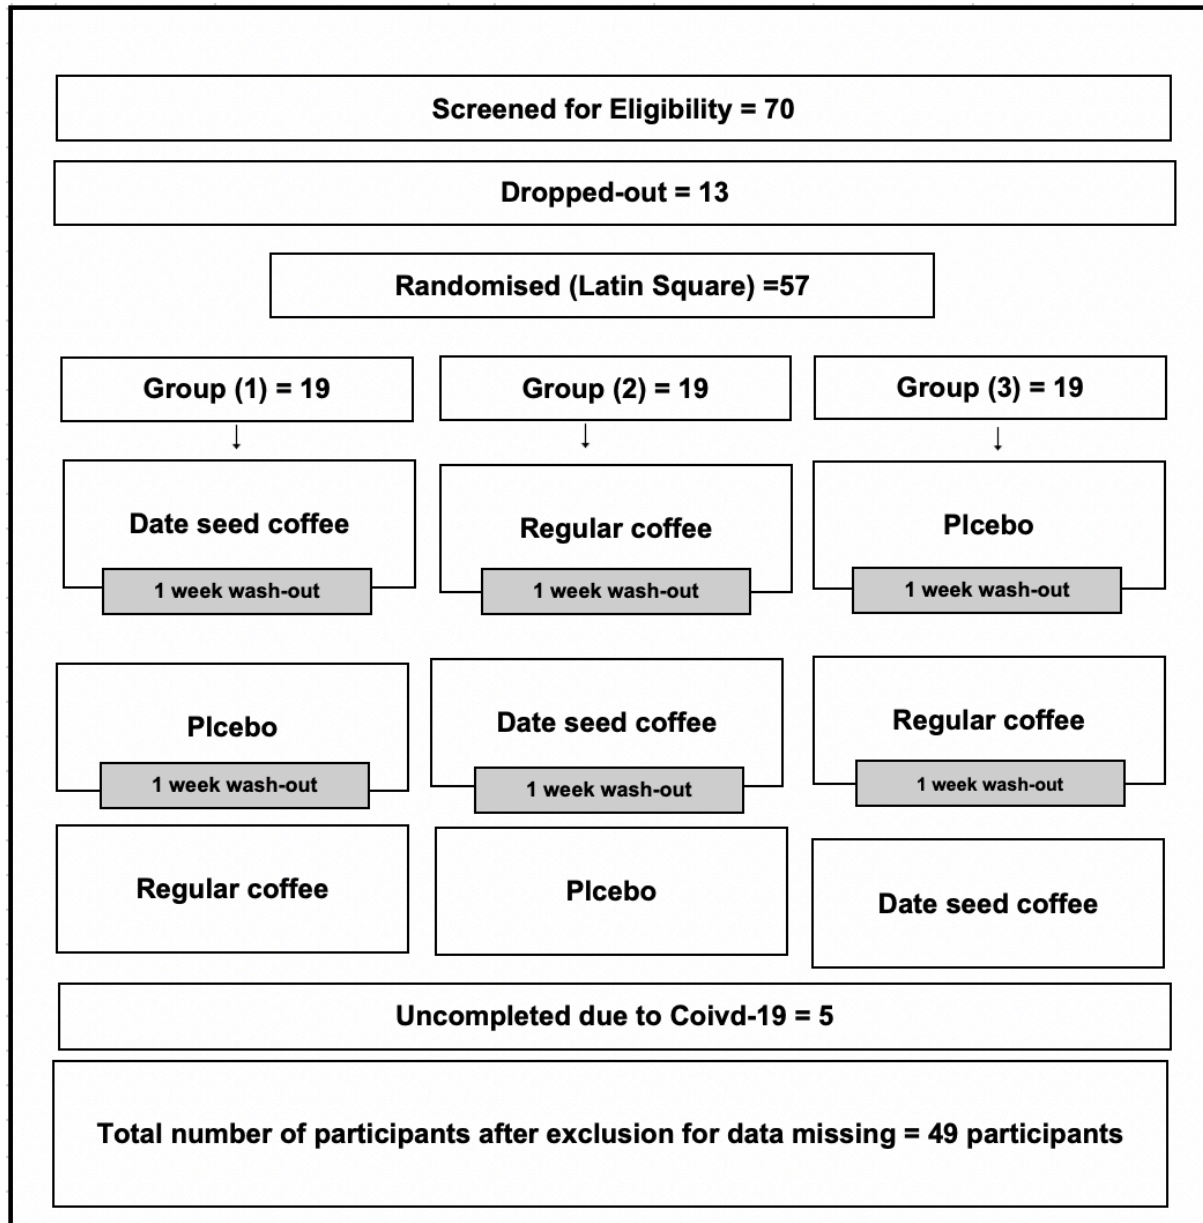 Screened for Eligibility = 70
Dropped-out = 13
Randomised (Latin Square) =57
Group (1) = 19
Group (2) = 19
Group (3) = 19
Date seed coffee
Regular coffee
Plcebo
1 week wash-out
1 week wash-out
1 week wash-out
Plcebo
Date seed coffee
Regular coffee
1 week wash-out
1 week wash-out
1 week wash-out
Regular coffee
Plcebo
Date seed coffee
Uncompleted due to Coivd-19 = 5
Total number of participants after exclusion for data missing = 49 participants